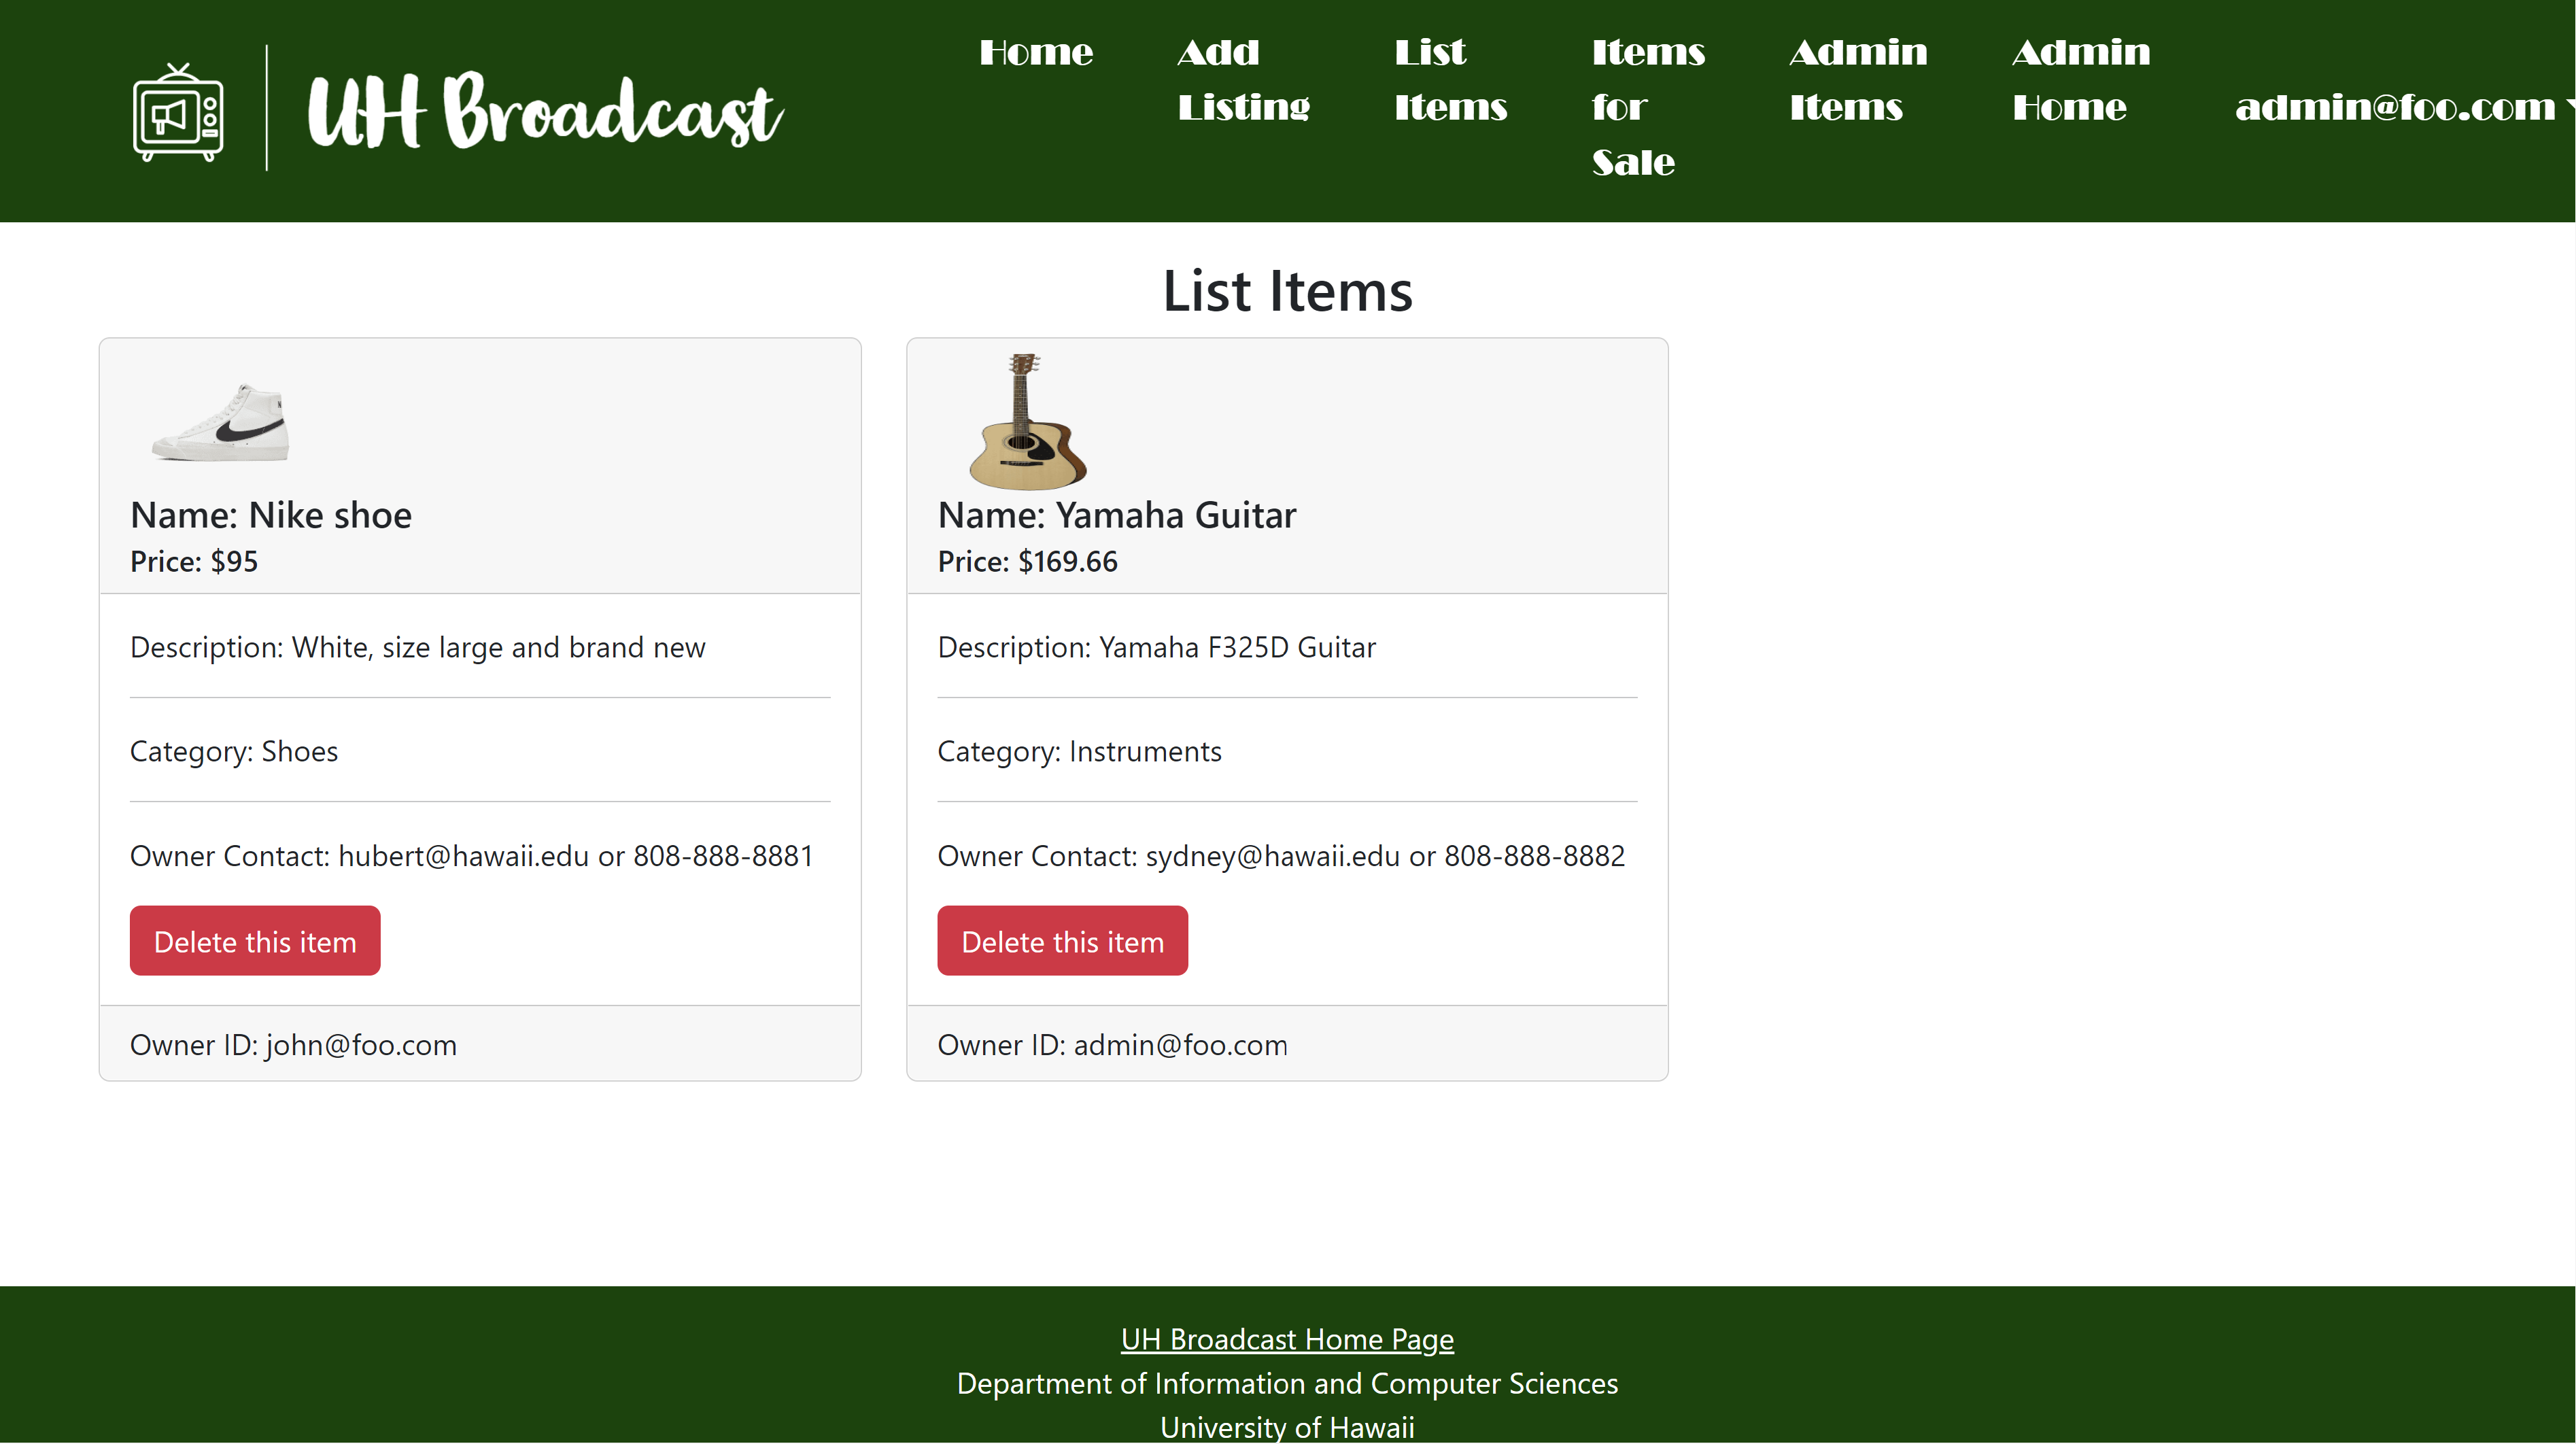 UH Broadcast
Home
Add
Listing
List
Items
Items
for
Sale
Admin
Items
Admin
Home
admin@foo.com
List Items
Name: Nike shoe
Price: $95
Description: White, size large and brand new
Category: Shoes
Owner Contact: hubert@hawaii.edu or 808-888-8881
Delete this item
Owner ID: john@foo.com
Name: Yamaha Guitar
Price: $169.66
Description: Yamaha F325D Guitar
Category: Instruments
Owner Contact: sydney@hawaii.edu or 808-888-8882
Delete this item
Owner ID: admin@foo.com
UH Broadcast Home Page
Department of Information and Computer Sciences
University of Hawaii